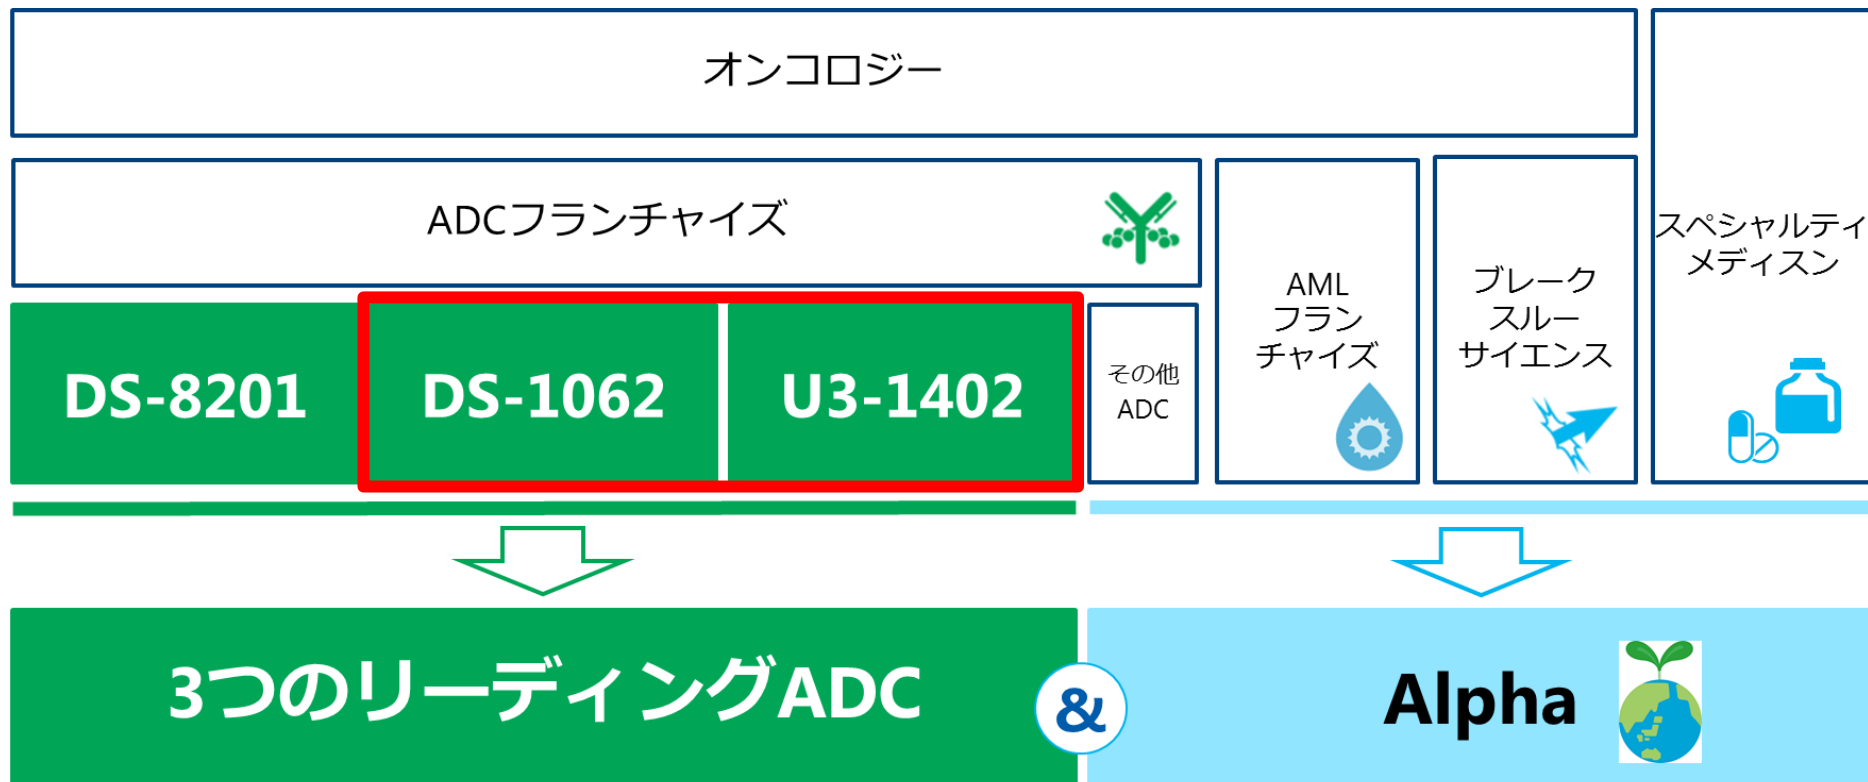 オンコロジー
ADCフランチャイズ
DS-8201
DS-1062
U3-1402
その他
ADC
AML
フラン
チャイズ
ブレーク
スルー
サイエンス
スペシャルティ
メディスン
3つのリーディングADC
&
Alpha